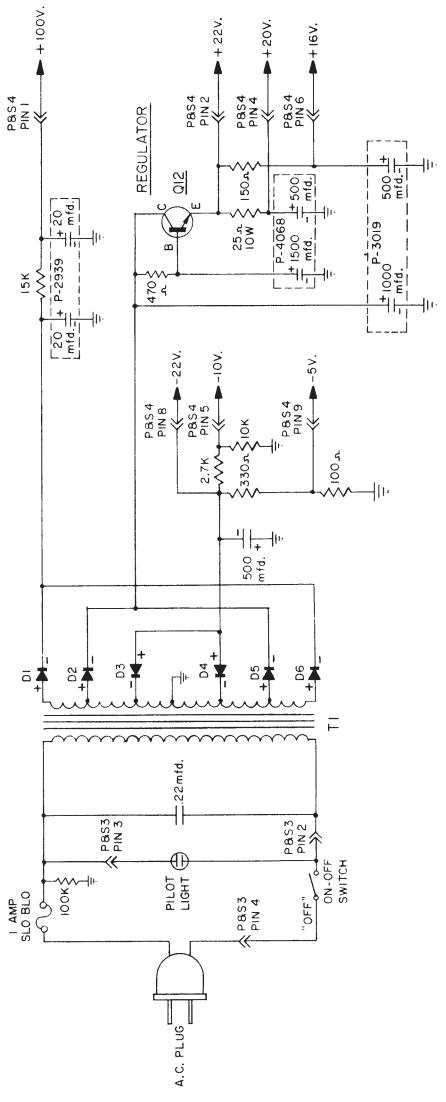 1 AMP
SLO BLO
100K
P&S3
PIN 3
.22mfd.
PILOT
LIGHT
A.C. PLUG
P&S3
PIN 4
"OFF"
ON-OFF
SWITCH
P&S3
PIN 2
T1
D1
+
-
D2
+
-
D3
+
-
D4
+
-
D5
+
-
D6
+
-
15K
P-2939
20
mfd.
+
-
20
mfd.
+
-
P&S4
PIN 1
+100V.
REGULATOR
Q12
C
B
E
470
Ω
25Ω
10W
150Ω
P-4068
+
1500
-
mfd.
+
500
-
mfd.
P-3019
+
1000
-
mfd.
+
500
-
mfd.
P&S4
PIN 2
+22V.
P&S4
PIN 4
+20V.
P&S4
PIN 6
+16V.
500
mfd.
-
+
2.7K
10K
330Ω
100Ω
P&S4
PIN 8
-22V.
P&S4
PIN 5
-10V.
P&S4
PIN 9
-5V.